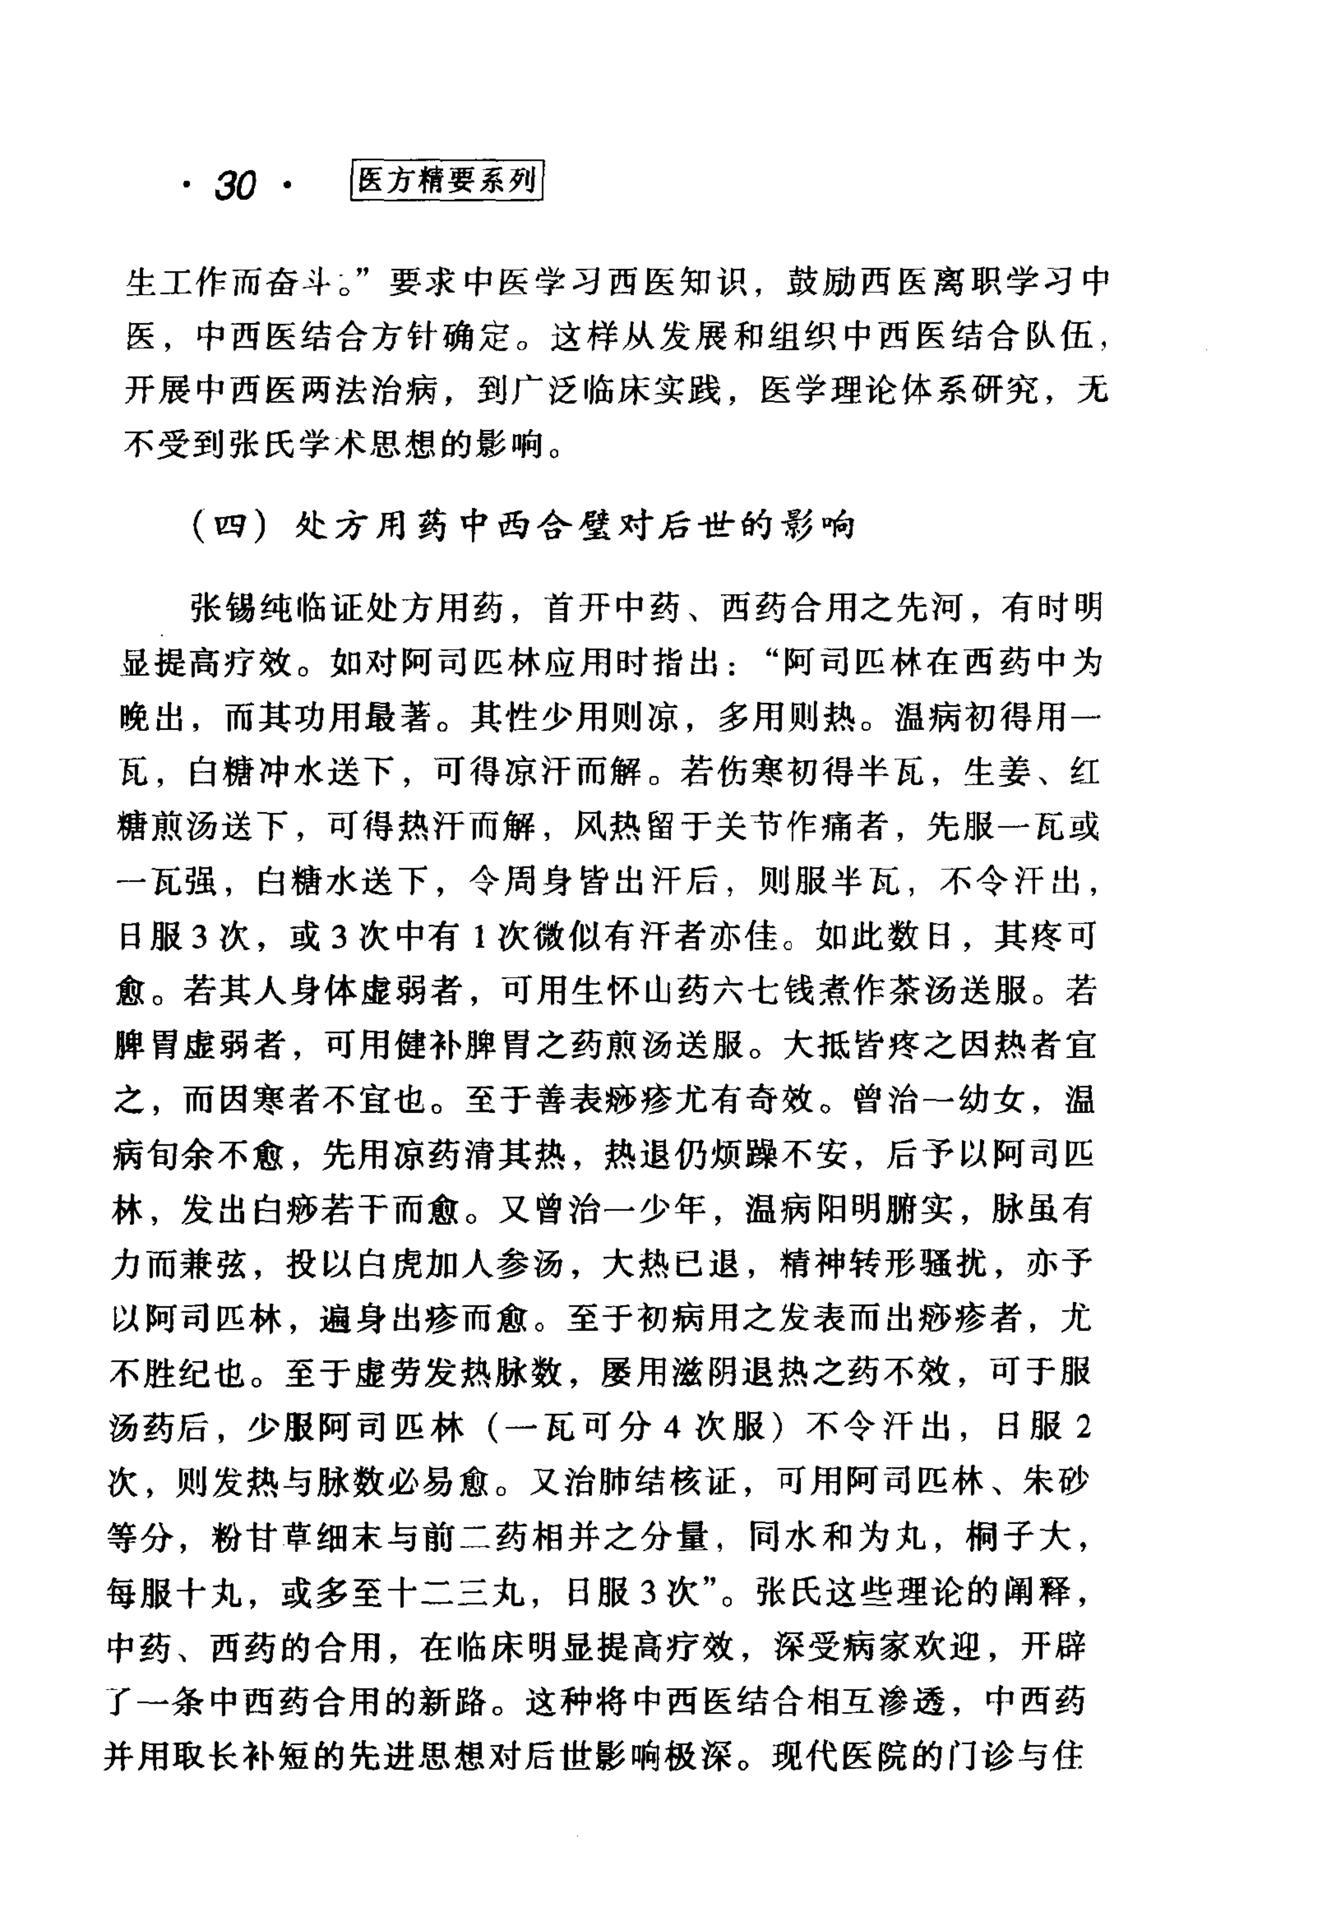 · 30 · 医方精要系列
生工作而奋斗。”要求中医学习西医知识，鼓励西医离职学习中
医，中西医结合方针确定。这样从发展和组织中西医结合队伍，
开展中西医两法治病，到广泛临床实践，医学理论体系研究，无
不受到张氏学术思想的影响。
（四）处方用药中西合璧对后世的影响
张锡纯临证处方用药，首开中药、西药合用之先河，有时明
显提高疗效。如对阿司匹林应用时指出：“阿司匹林在西药中为
晚出，而其功用最著。其性少用则凉，多用则热。温病初得用一
瓦，白糖冲水送下，可得凉汗而解。若伤寒初得半瓦，生姜、红
糖煎汤送下，可得热汗而解，风热留于关节作痛者，先服一瓦或
一瓦强，白糖水送下，令周身皆出汗后，则服半瓦，不令汗出，
日服3次，或3次中有1次微似有汗者亦佳。如此数日，其疼可
愈。若其人身体虚弱者，可用生怀山药六七钱煮作茶汤送服。若
脾胃虚弱者，可用健补脾胃之药煎汤送服。大抵皆疼之因热者宜
之，而因寒者不宜也。至于善表痧疹尤有奇效。曾治一幼女，温
病旬余不愈，先用凉药清其热，热退仍烦躁不安，后予以阿司匹
林，发出白痧若干而愈。又曾治一少年，温病阳明腑实，脉虽有
力而兼弦，投以白虎加人参汤，大热已退，精神转形骚扰，亦予
以阿司匹林，遍身出疹而愈。至于初病用之发表而出痧疹者，尤
不胜纪也。至于虚劳发热脉数，屡用滋阴退热之药不效，可于服
汤药后，少服阿司匹林（一瓦可分4次服）不令汗出，日服2
次，则发热与脉数必易愈。又治肺结核证，可用阿司匹林、朱砂
等分，粉甘草细末与前二药相并之分量，同水和为丸，桐子大，
每服十丸，或多至十二三丸，日服3次”。张氏这些理论的阐释，
中药、西药的合用，在临床明显提高疗效，深受病家欢迎，开辟
了一条中西药合用的新路。这种将中西医结合相互渗透，中西药
并用取长补短的先进思想对后世影响极深。现代医院的门诊与住